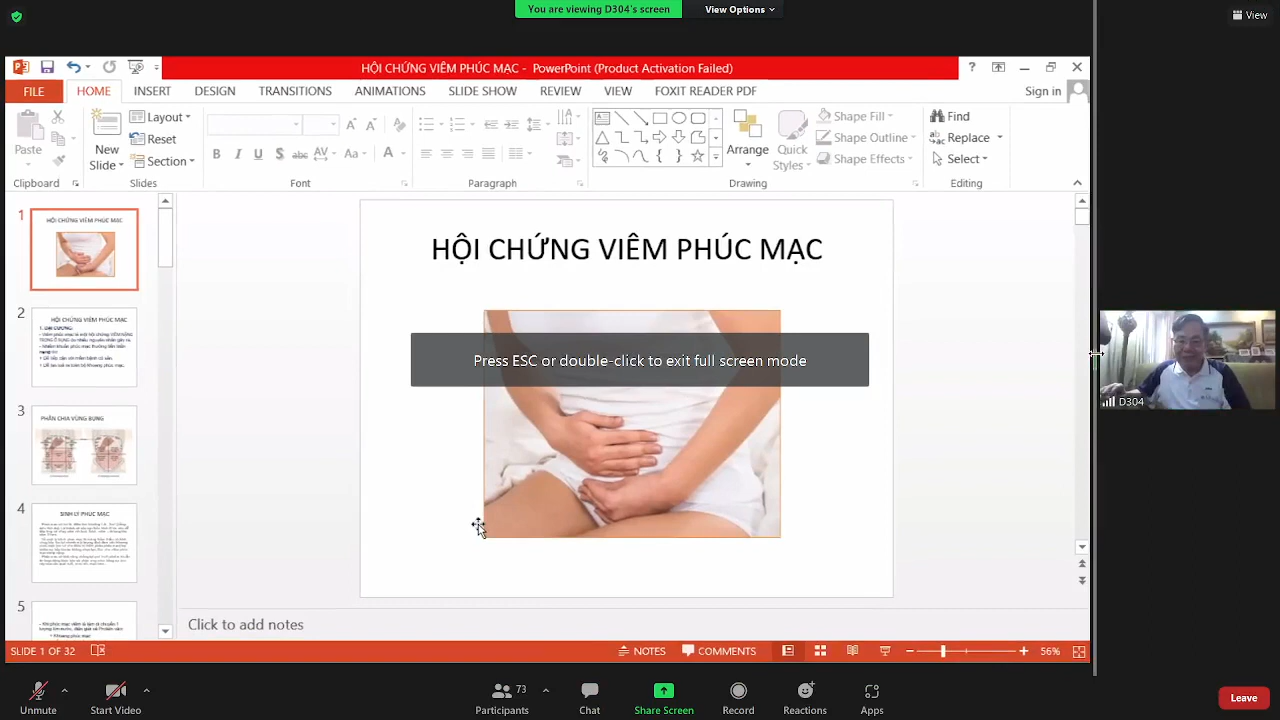 You are viewing D304's screen
View Options
View
HỘI CHỨNG VIÊM PHÚC MẠC - PowerPoint (Product Activation Failed)
FILE
HOME
INSERT
DESIGN
TRANSITIONS
ANIMATIONS
SLIDE SHOW
REVIEW
VIEW
FOXIT READER PDF
Sign in
Paste
New Slide
Layout
Reset
Section
Aa
Arrange
Quick Styles
Shape Fill
Shape Outline
Shape Effects
Find
Replace
Select
Clipboard
Slides
Font
Paragraph
Drawing
Editing
1
HỘI CHỨNG VIÊM PHÚC MẠC
2
HỘI CHỨNG VIÊM PHÚC MẠC
3
PHÂN CHIA VÙNG BỤNG
4
SINH LÝ PHÚC MẠC
5
HỘI CHỨNG VIÊM PHÚC MẠC
Press ESC or double-click to exit full screen mode
D304
Click to add notes
SLIDE 1 OF 32
NOTES
COMMENTS
56%
Unmute
Start Video
Participants
73
Chat
Share Screen
Record
Reactions
Apps
Leave